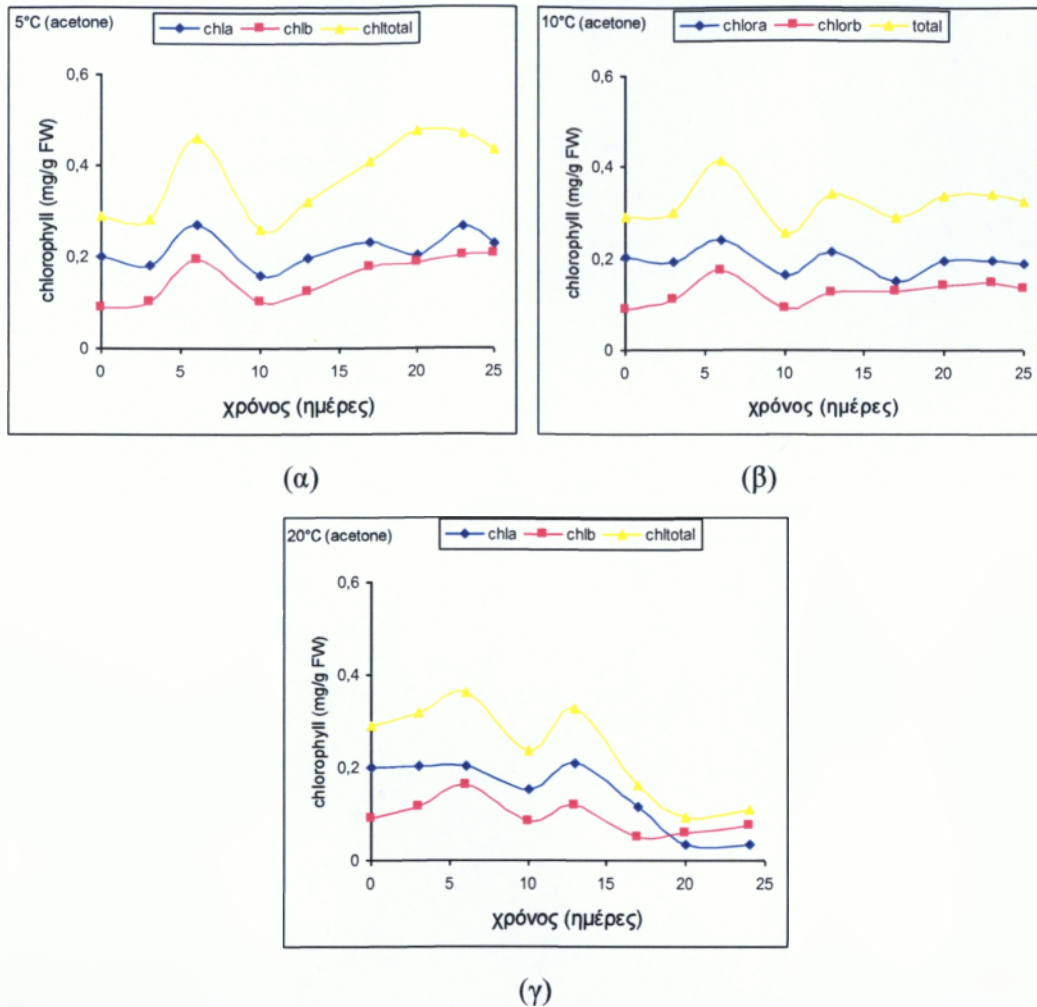 5°C (acetone)
chla chlb chltotal
chlorophyll (mg/g FW)
0,6
0,4
0,2
0
0 5 10 15 20 25
χρόνος (ημέρες)
(α)
10°C (acetone)
chlora chlorb total
chlorophyll (mg/g FW)
0,6
0,4
0,2
0
0 5 10 15 20 25
χρόνος (ημέρες)
(β)
20°C (acetone)
chla chlb chltotal
chlorophyll (mg/g FW)
0,6
0,4
0,2
0
0 5 10 15 20 25
χρόνος (ημέρες)
(γ)